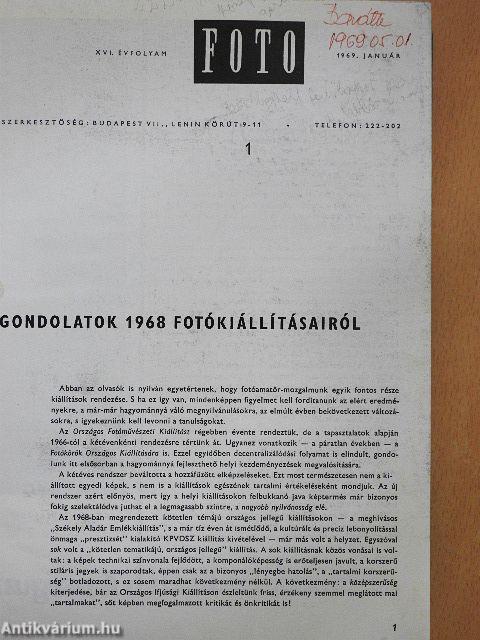 Baráth
1969.05.01.
XVI. ÉVFOLYAM
FOTO
1969. JANUÁR
SZERKESZTŐSÉG: BUDAPEST VII., LENIN KÖRÚT 9-11 • TELEFON: 222-202
1
GONDOLATOK 1968 FOTÓKIÁLLÍTÁSAIRÓL
Abban az olvasók is nyilván egyetértenek, hogy fotóamatőr-mozgalmunk egyik fontos része
kiállítások rendezése. S ha ez így van, mindenképpen figyelmet kell fordítanunk az elért eredmé-
nyekre, a már-már hagyománnyá váló megnyilvánulásokra, az elmúlt évben bekövetkezett változá-
sokra, s igyekeznünk kell levonni a tanulságokat.
Az Országos Fotóművészeti Kiállítást régebben évente rendeztük, de a tapasztalatok alapján
1966-tól a kétévenkénti rendezésre tértünk át. Ugyanez vonatkozik — a páratlan években — a
Fotókörök Országos Kiállítására is. Ezzel egyidőben decentralizálódási folyamat is elindult, gondo-
lunk itt elsősorban a hagyománnyá fejleszthető helyi kezdeményezések megvalósítására.
A kétéves rendszer beváltotta a hozzáfűzött elképzeléseket. Ezt most természetesen nem a ki-
állított egyedi képek, s nem is a kiállítások egészének tartalmi értékeléseként mondjuk. Az új
rendszer azért előnyös, mert így a helyi kiállításokon felbukkanó java képtermés már bizonyos
fokig szelektálódva juthat el a legmagasabb szintre, a nagyobb nyilvánosság elé.
Az 1968-ban megrendezett kötetlen témájú országos jellegű kiállításokon — a meghívásos
„Székely Aladár Emlékkiállítás", s a már tíz éven át ismétlődő, a kultúrált és precíz lebonyolítással
önmaga „presztízsét" kialakító KPVDSZ kiállítás kivételével — már más volt a helyzet. Egyszóval
sok volt a „kötetlen tematikájú, országos jellegű" kiállítás. A sok kiállításnak közös vonásai is vol-
tak: a képek technikai színvonala fejlődött, a komponálóképesség is erőteljesen javult, a korszerű
stiláris jegyek is szaporodtak, éppen csak az a bizonyos „lényegbe hatolás", a „tartalmi korszerű-
ség" botladozott, s ez sosem maradhat következmény nélkül. A következmény: a középszerűség
kiterjedése, bár az Országos Ifjúsági Kiállításon észleltünk friss, érzékeny szemmel meglátott mai
„tartalmakat", sőt képben megfogalmazott kritikát és önkritikát is!
1
Antikvárium.hu